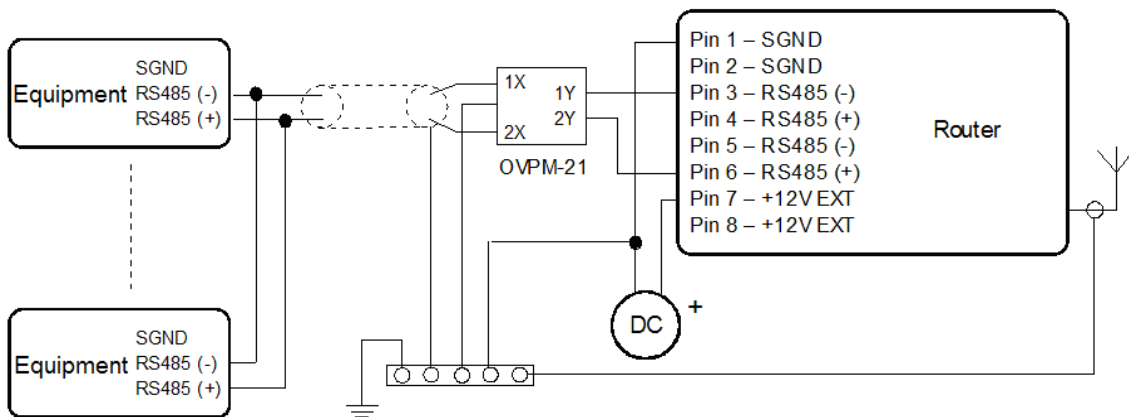 SGND
Equipment RS485 (-)
RS485 (+)
1X
1Y
2Y
2X
OVPM-21
Pin 1 – SGND
Pin 2 – SGND
Pin 3 – RS485 (-)
Pin 4 – RS485 (+)
Pin 5 – RS485 (-)
Pin 6 – RS485 (+)
Pin 7 – +12V EXT
Pin 8 – +12V EXT
Router
DC +
SGND
Equipment RS485 (-)
RS485 (+)